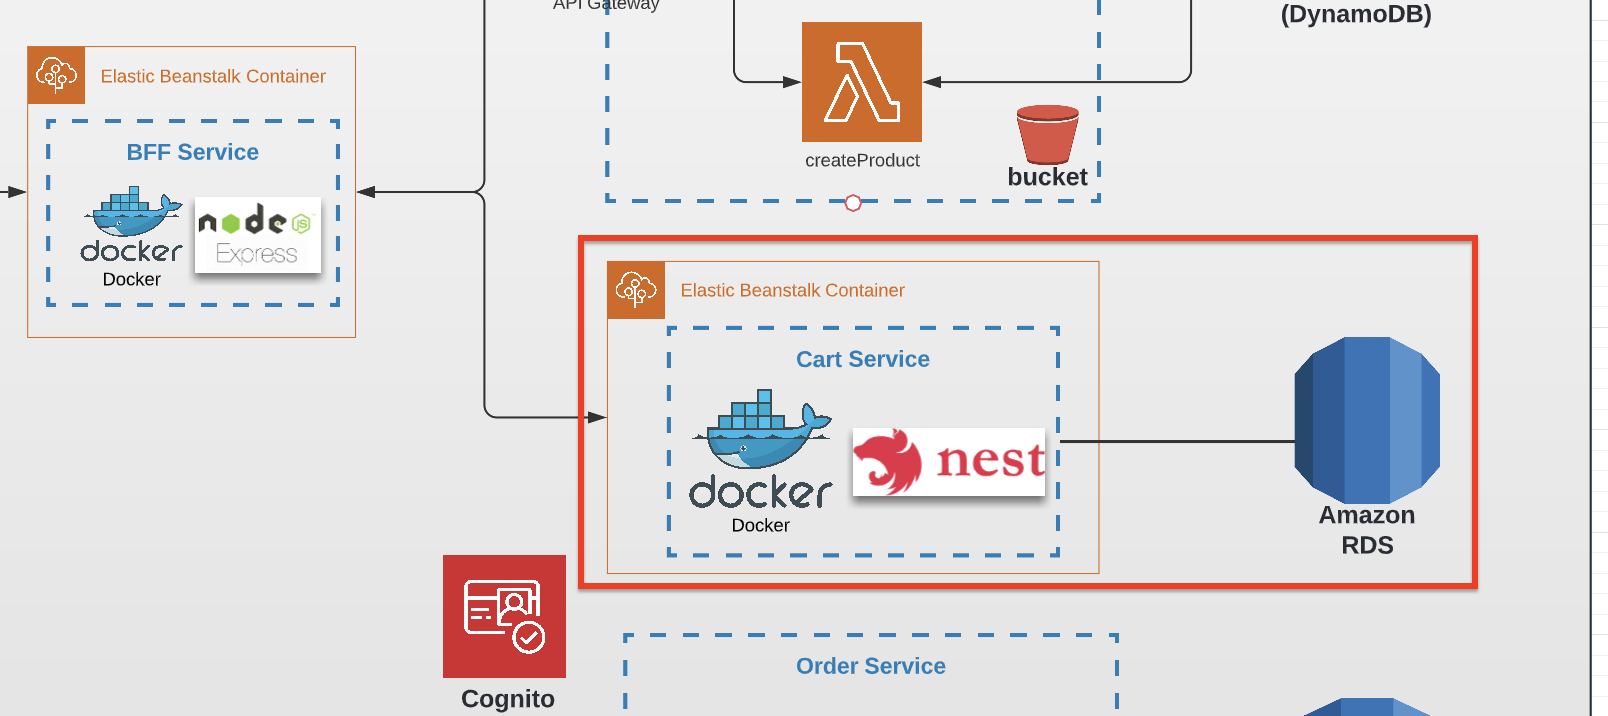 API Gateway
(DynamoDB)
Elastic Beanstalk Container
BFF Service
docker
Docker
node
JS
Express
createProduct
bucket
Elastic Beanstalk Container
Cart Service
docker
Docker
nest
Amazon
RDS
Cognito
Order Service